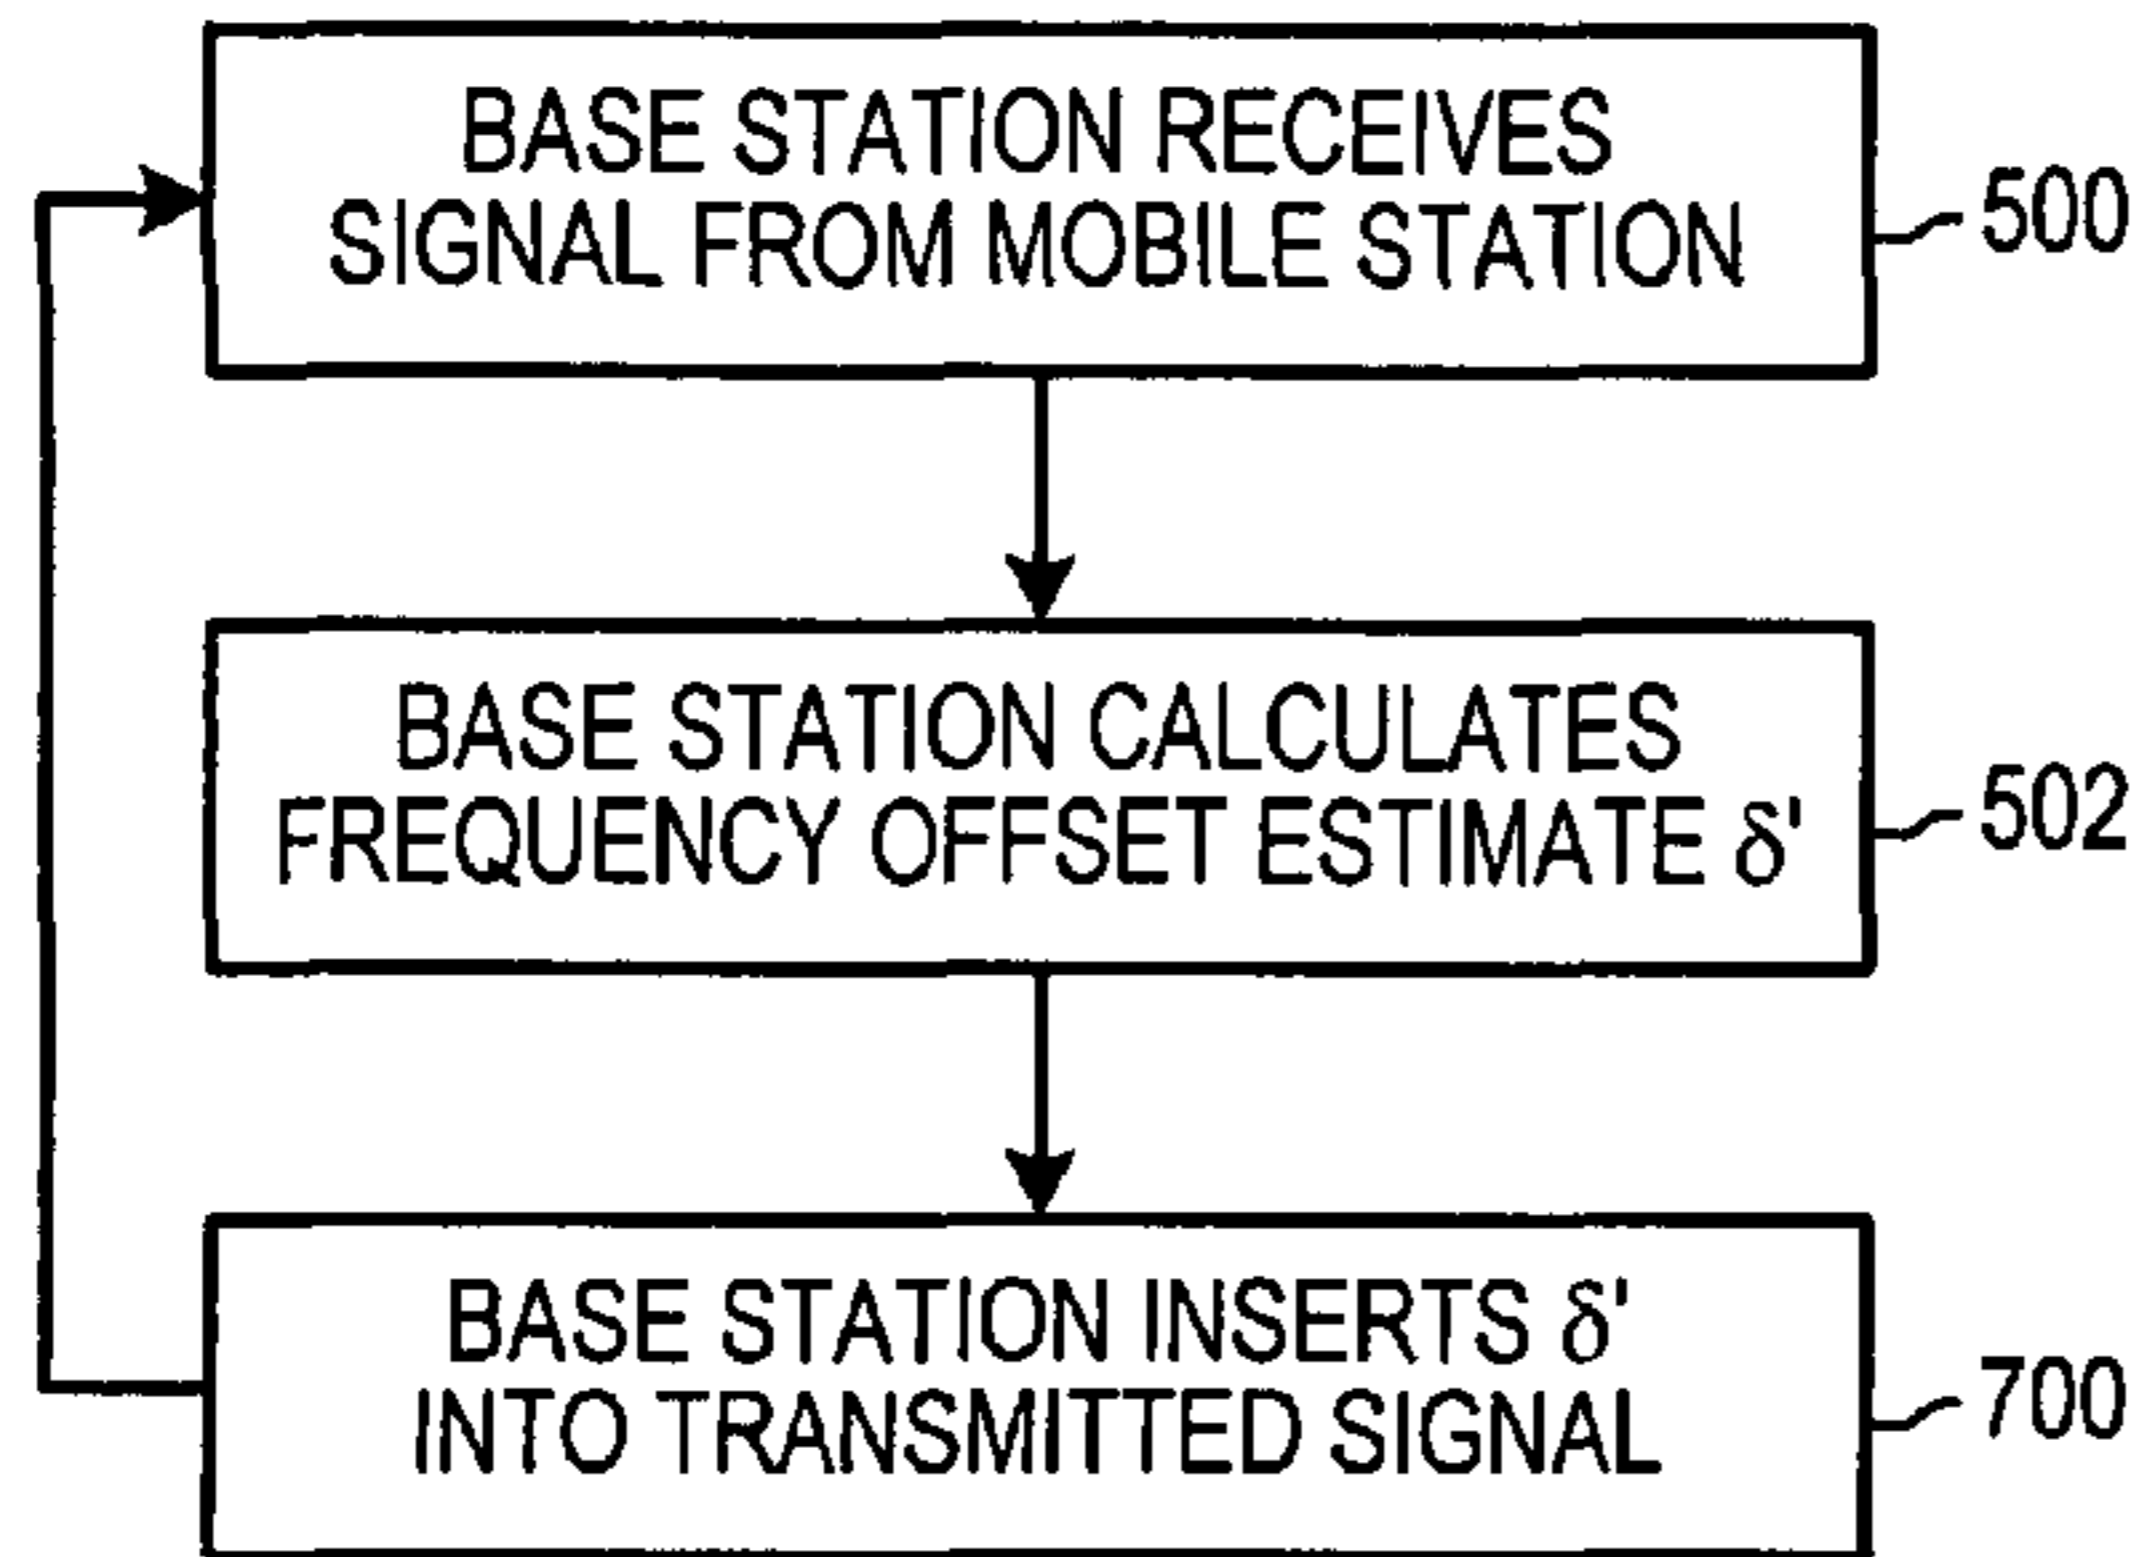 BASE STATION RECEIVES
SIGNAL FROM MOBILE STATION
500
BASE STATION CALCULATES
FREQUENCY OFFSET ESTIMATE δ'
502
BASE STATION INSERTS δ'
INTO TRANSMITTED SIGNAL
700